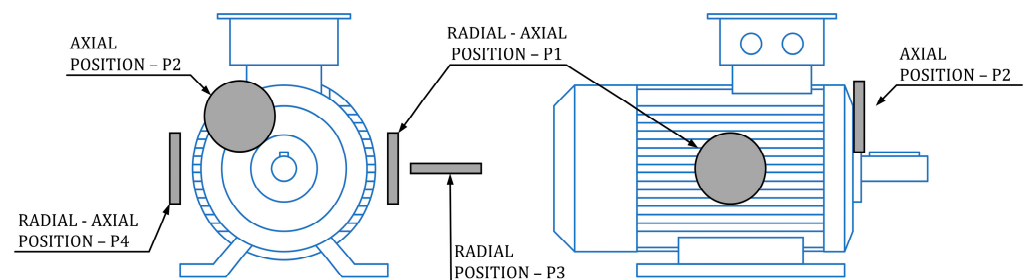 AXIAL
POSITION – P2
RADIAL - AXIAL
POSITION – P1
AXIAL
POSITION – P2
RADIAL - AXIAL
POSITION – P4
RADIAL
POSITION – P3